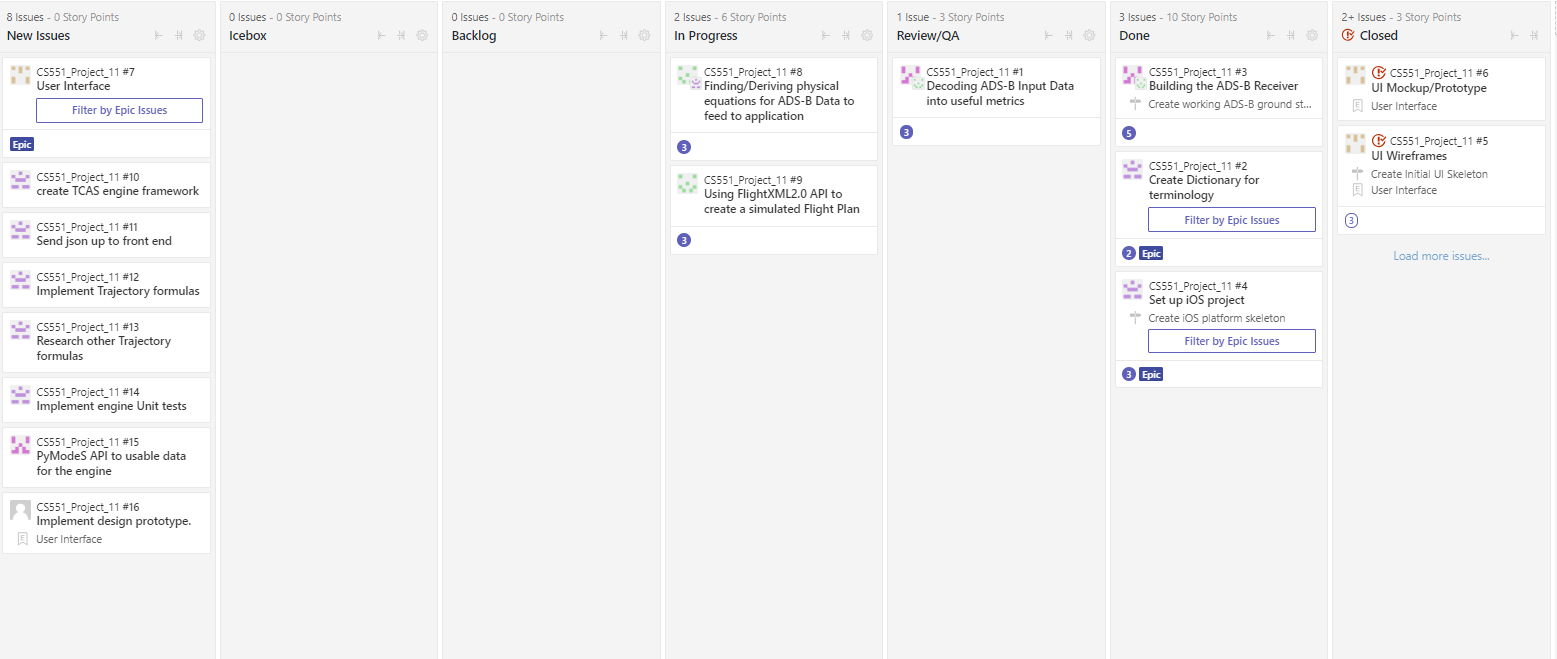 8 Issues - 0 Story Points
New Issues
CS551_Project_11 #7
User Interface
Filter by Epic Issues
Epic
CS551_Project_11 #10
create TCAS engine framework
CS551_Project_11 #11
Send json up to front end
CS551_Project_11 #12
Implement Trajectory formulas
CS551_Project_11 #13
Research other Trajectory
formulas
CS551_Project_11 #14
Implement engine Unit tests
CS551_Project_11 #15
PyModeS API to usable data
for the engine
CS551_Project_11 #16
Implement design prototype.
E User Interface
0 Issues - 0 Story Points
Icebox
0 Issues - 0 Story Points
Backlog
2 Issues - 6 Story Points
In Progress
CS551_Project_11 #8
Finding/Deriving physical
equations for ADS-B Data to
feed to application
3
CS551_Project_11 #9
Using FlightXML2.0 API to
create a simulated Flight Plan
3
1 Issue - 3 Story Points
Review/QA
CS551_Project_11 #1
Decoding ADS-B Input Data
into useful metrics
3
3 Issues - 10 Story Points
Done
CS551_Project_11 #3
Building the ADS-B Receiver
Create working ADS-B ground st...
5
CS551_Project_11 #2
Create Dictionary for
terminology
Filter by Epic Issues
2 Epic
CS551_Project_11 #4
Set up iOS project
Create iOS platform skeleton
Filter by Epic Issues
3 Epic
2+ Issues - 3 Story Points
Closed
CS551_Project_11 #6
UI Mockup/Prototype
E User Interface
CS551_Project_11 #5
UI Wireframes
Create Initial UI Skeleton
E User Interface
3
Load more issues...